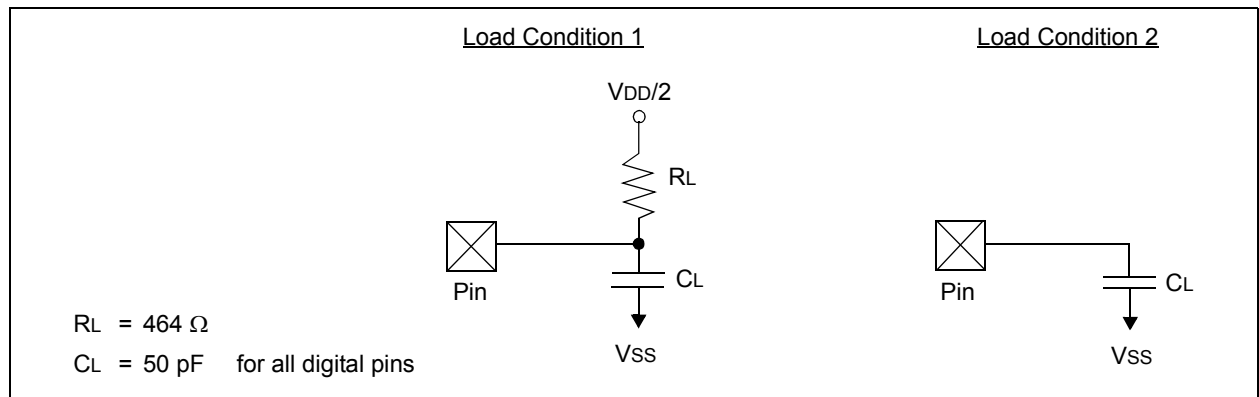 Load Condition 1
Load Condition 2
VDD/2
RL
Pin
CL
VSS
Pin
CL
VSS
RL = 464 Ω
CL = 50 pF for all digital pins